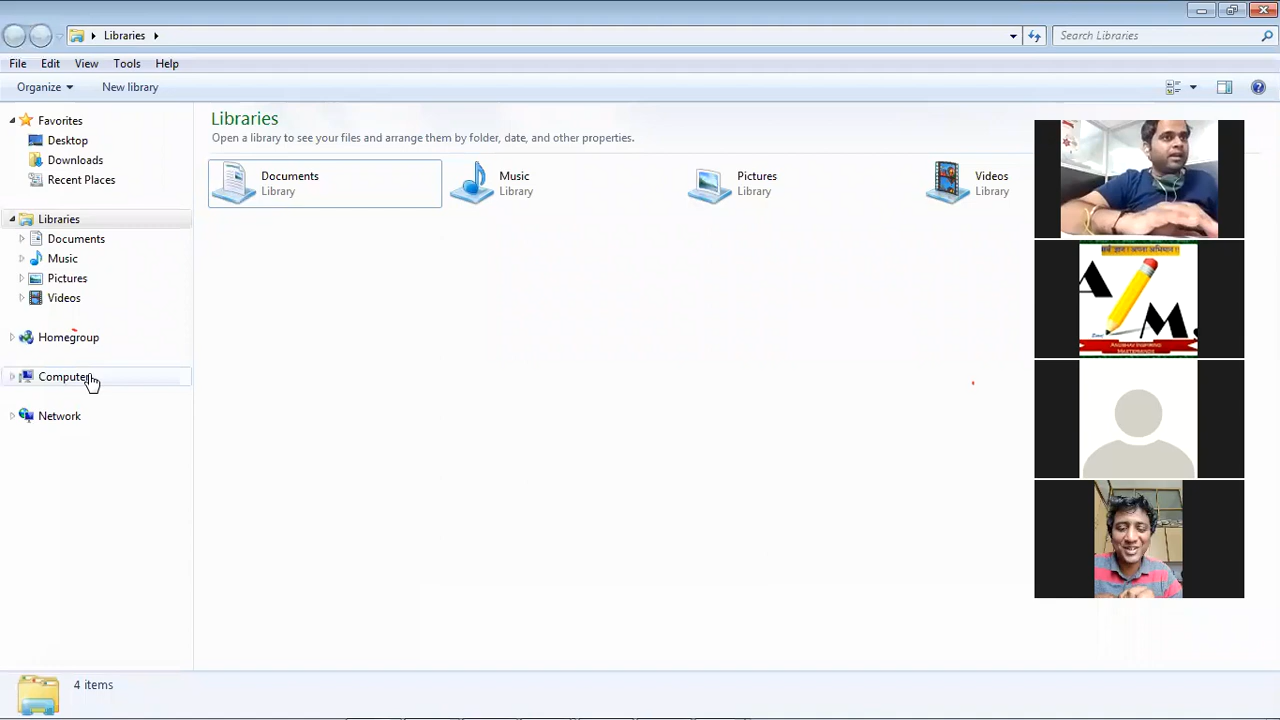 Libraries
Search Libraries
File Edit View Tools Help
Organize New library
Favorites
Desktop
Downloads
Recent Places
Libraries
Documents
Music
Pictures
Videos
Homegroup
Computer
Network
Libraries
Open a library to see your files and arrange them by folder, date, and other properties.
Documents
Library
Music
Library
Pictures
Library
Videos
Library
A
M
4 items